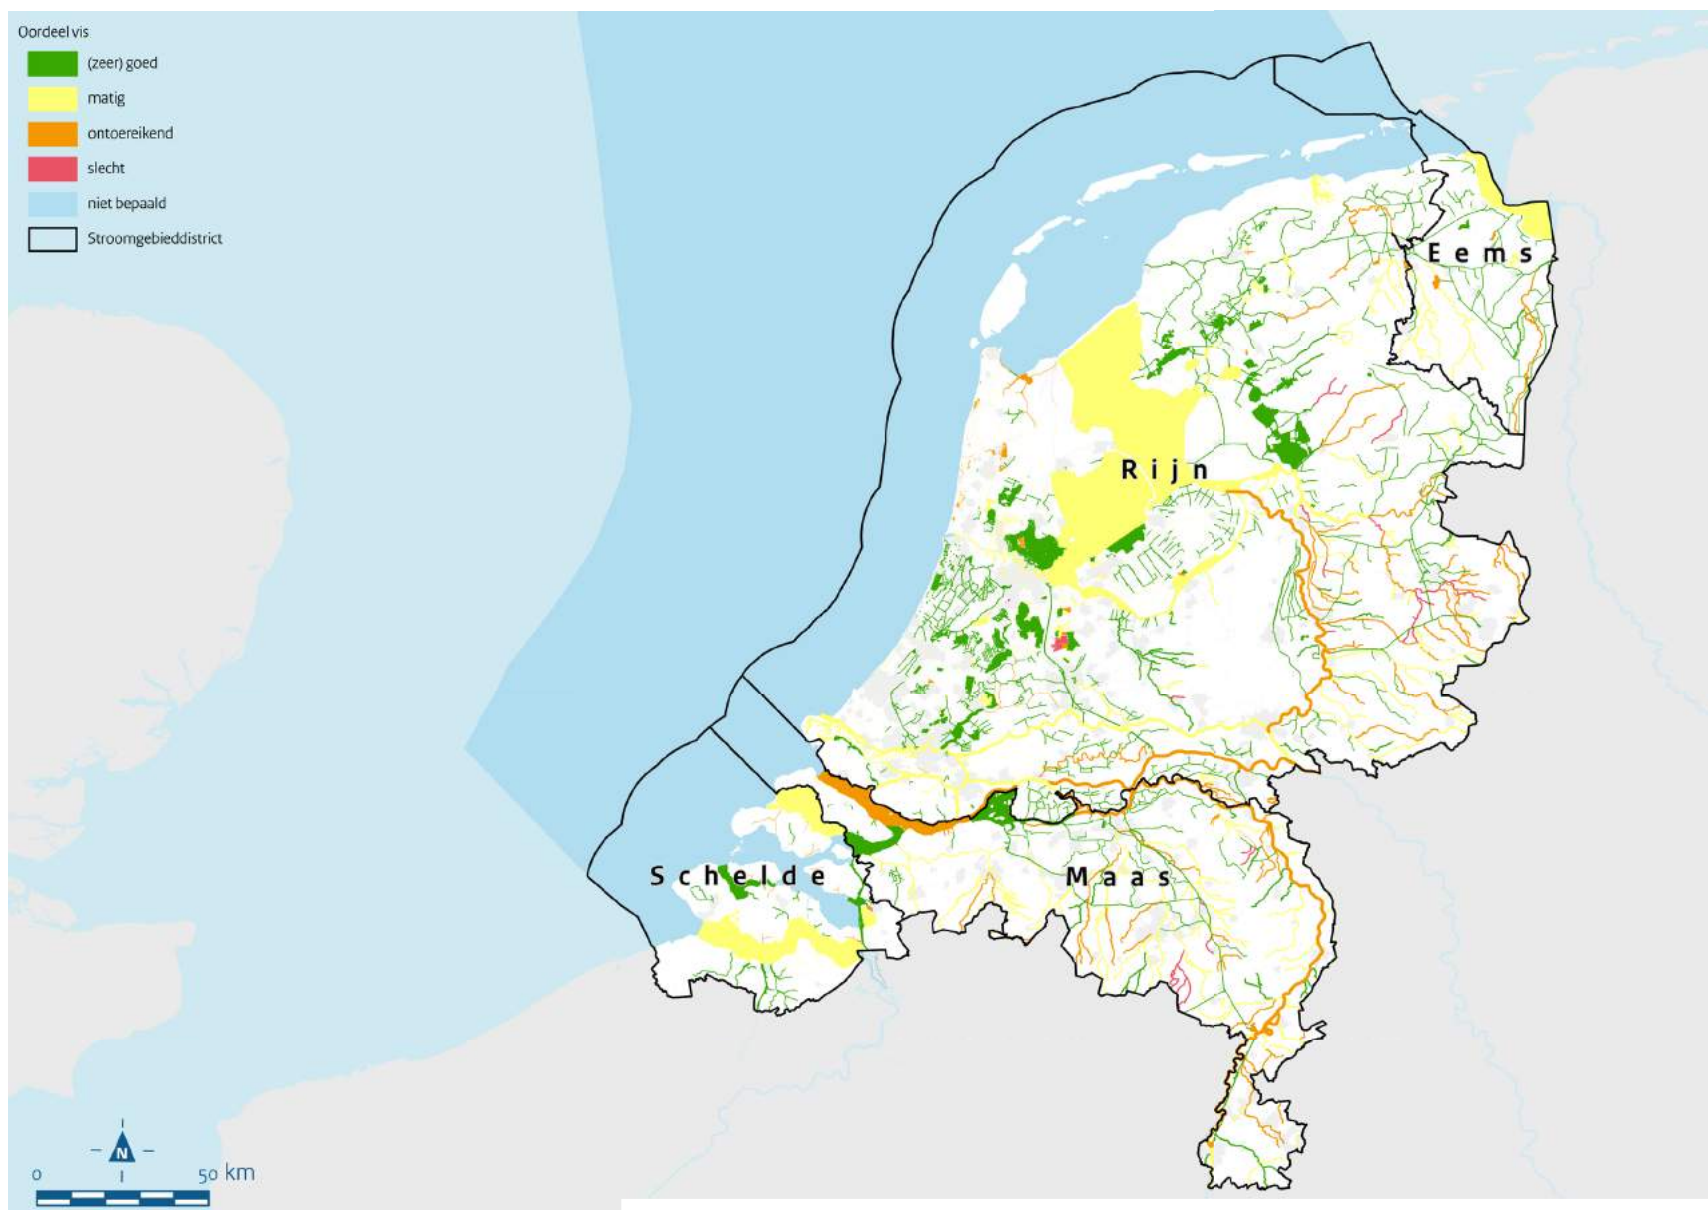 Oordeel vis
(zeer) goed
matig
ontoereikend
slecht
niet bepaald
Stroomgebieddistrict
Eems
Rijn
Schelde
Maas
N
0 50 km